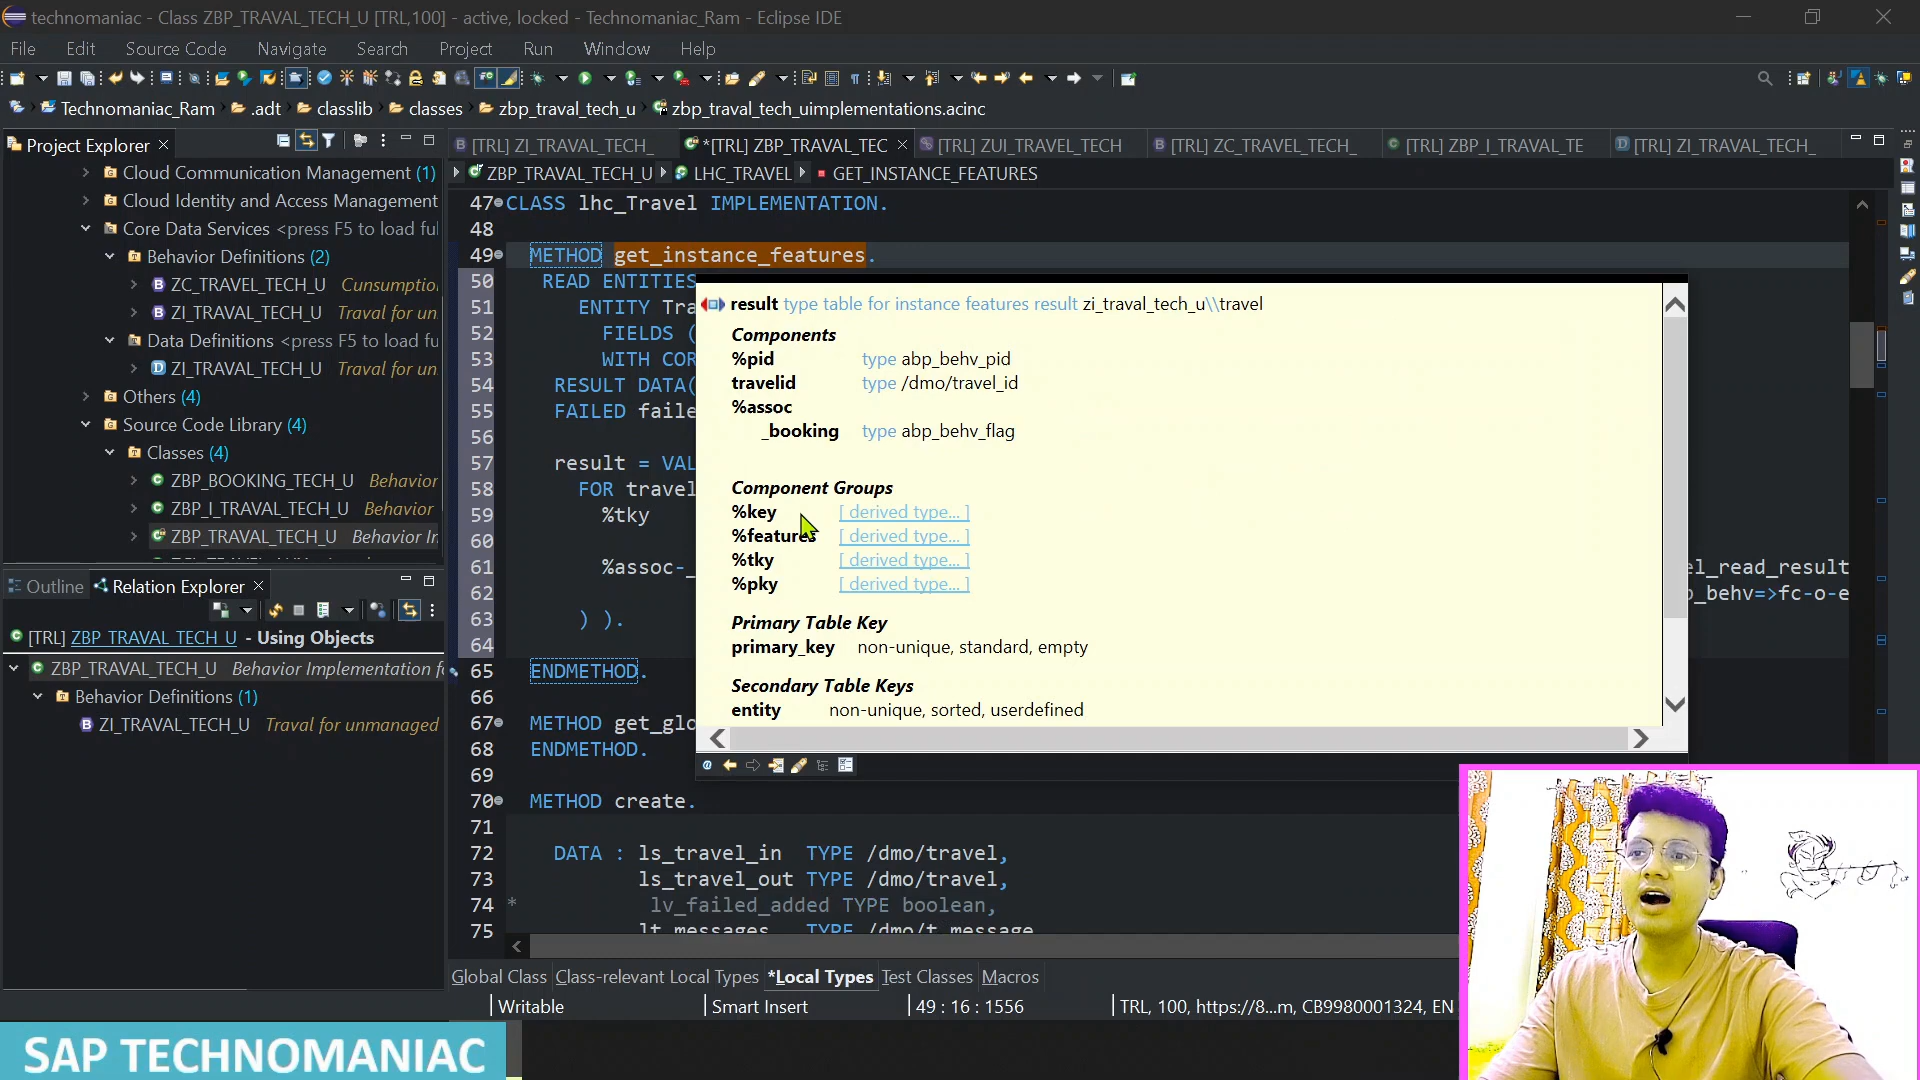 technomaniac - Class ZBP_TRAVAL_TECH_U [TRL,100] - active, locked - Technomaniac_Ram - Eclipse IDE
File Edit Source Code Navigate Search Project Run Window Help
Technomaniac_Ram .adt classlib classes zbp_traval_tech_u zbp_traval_tech_uimplementations.acinc
Project Explorer
Cloud Communication Management (1)
Cloud Identity and Access Management
Core Data Services <press F5 to load ful
Behavior Definitions (2)
ZC_TRAVEL_TECH_U Cunsumptio
ZI_TRAVAL_TECH_U Traval for un
Data Definitions <press F5 to load fu
ZI_TRAVAL_TECH_U Traval for un
Others (4)
Source Code Library (4)
Classes (4)
ZBP_BOOKING_TECH_U Behavior
ZBP_I_TRAVAL_TECH_U Behavior
ZBP_TRAVAL_TECH_U Behavior In
Outline Relation Explorer
[TRL] ZBP_TRAVAL_TECH_U - Using Objects
ZBP_TRAVAL_TECH_U Behavior Implementation fo
Behavior Definitions (1)
ZI_TRAVAL_TECH_U Traval for unmanaged
[TRL] ZI_TRAVAL_TECH_ *[TRL] ZBP_TRAVAL_TEC [TRL] ZUI_TRAVEL_TECH [TRL] ZC_TRAVEL_TECH_ [TRL] ZBP_I_TRAVAL_TE [TRL] ZI_TRAVAL_TECH_
ZBP_TRAVAL_TECH_U LHC_TRAVEL GET_INSTANCE_FEATURES
47 CLASS lhc_Travel IMPLEMENTATION.
48
49 METHOD get_instance_features.
50 READ ENTITIES
51 ENTITY Tra
52 FIELDS (
53 WITH COR
54 RESULT DATA(
55 FAILED faile
56
57 result = VAL
58 FOR travel
59 %tky
60
61 %assoc-_ el_read_result
62 _behv=>fc-o-e
63 ) ).
64
65 ENDMETHOD.
66
67 METHOD get_glo
68 ENDMETHOD.
69
70 METHOD create.
71
72 DATA : ls_travel_in TYPE /dmo/travel,
73 ls_travel_out TYPE /dmo/travel,
74 * lv_failed_added TYPE boolean,
75 lt_messages TYPE /dmo/t_message
result type table for instance features result zi_traval_tech_u\\travel
Components
%pid type abp_behv_pid
travelid type /dmo/travel_id
%assoc
_booking type abp_behv_flag
Component Groups
%key [ derived type... ]
%features [ derived type... ]
%tky [ derived type... ]
%pky [ derived type... ]
Primary Table Key
primary_key non-unique, standard, empty
Secondary Table Keys
entity non-unique, sorted, userdefined
Global Class Class-relevant Local Types *Local Types Test Classes Macros
Writable Smart Insert 49 : 16 : 1556 TRL, 100, https://8...m, CB9980001324, EN
SAP TECHNOMANIAC